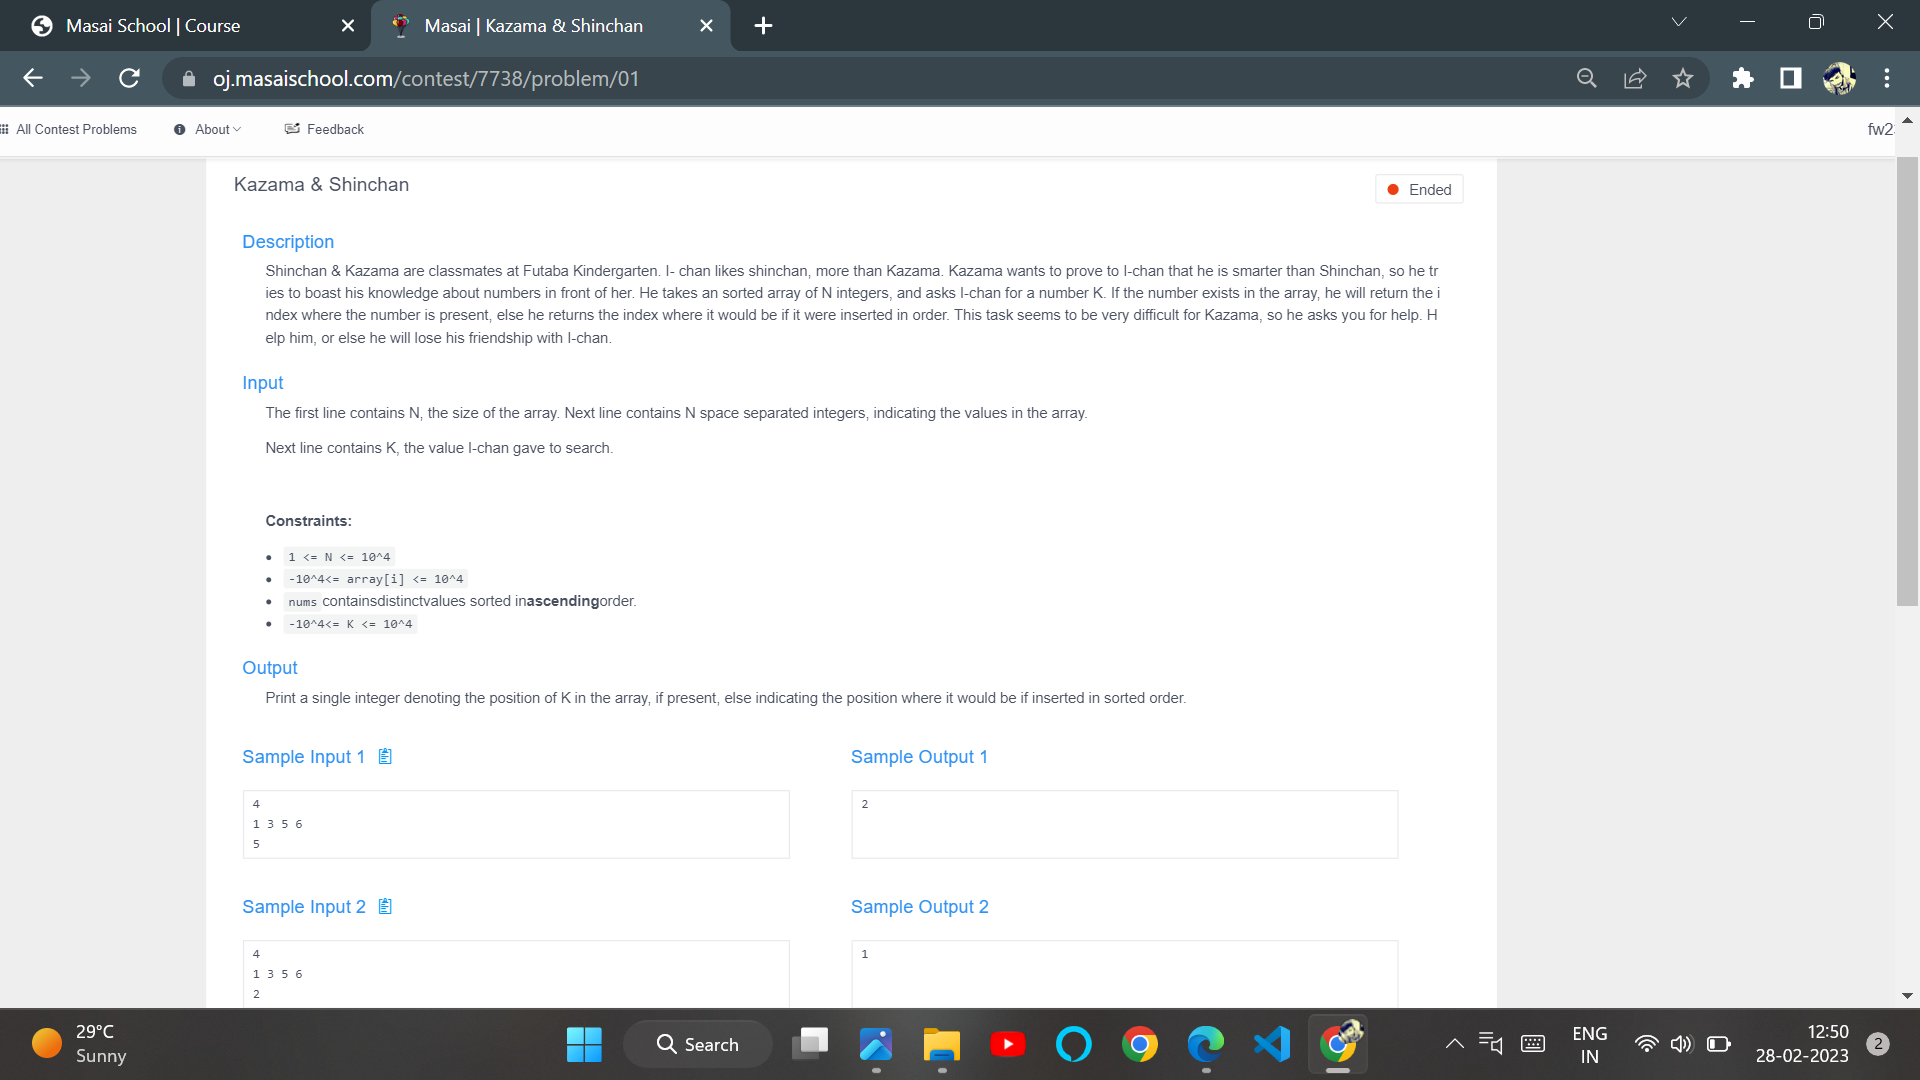 Masai School | Course
Masai | Kazama & Shinchan
oj.masaischool.com/contest/7738/problem/01
All Contest Problems
About
Feedback
fw2
Kazama & Shinchan
Ended
Description
Shinchan & Kazama are classmates at Futaba Kindergarten. I- chan likes shinchan, more than Kazama. Kazama wants to prove to I-chan that he is smarter than Shinchan, so he tr
ies to boast his knowledge about numbers in front of her. He takes an sorted array of N integers, and asks I-chan for a number K. If the number exists in the array, he will return the i
ndex where the number is present, else he returns the index where it would be if it were inserted in order. This task seems to be very difficult for Kazama, so he asks you for help. H
elp him, or else he will lose his friendship with I-chan.
Input
The first line contains N, the size of the array. Next line contains N space separated integers, indicating the values in the array.
Next line contains K, the value I-chan gave to search.
Constraints:
1 <= N <= 10^4
-10^4<= array[i] <= 10^4
nums containsdistinctvalues sorted inascendingorder.
-10^4<= K <= 10^4
Output
Print a single integer denoting the position of K in the array, if present, else indicating the position where it would be if inserted in sorted order.
Sample Input 1
Sample Output 1
4
1 3 5 6
5
2
Sample Input 2
Sample Output 2
4
1 3 5 6
2
1
29°C
Sunny
Search
ENG
IN
12:50
28-02-2023
2